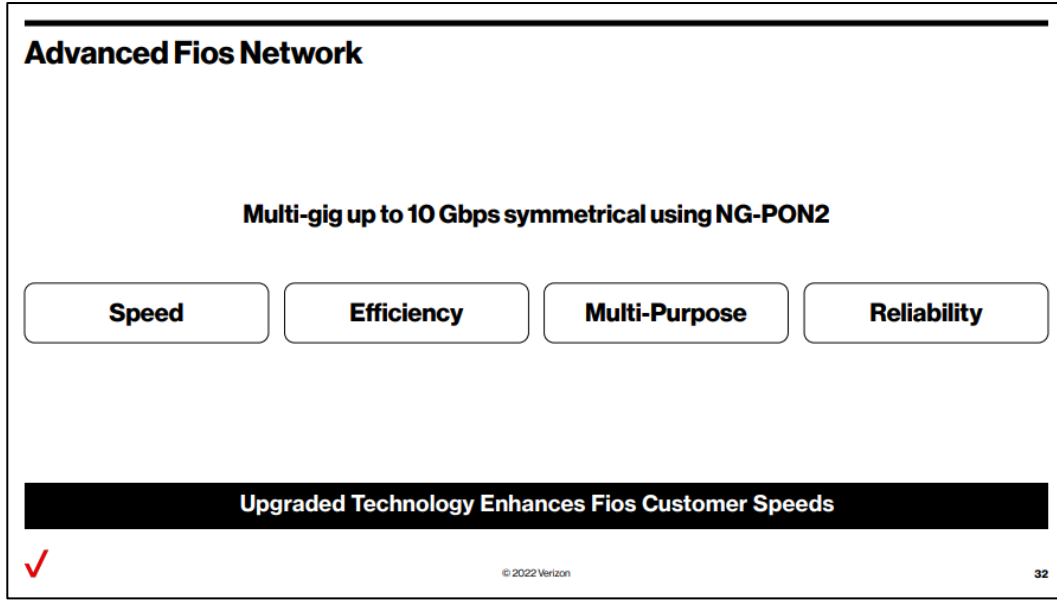 Advanced Fios Network
Multi-gig up to 10 Gbps symmetrical using NG-PON2
Speed
Efficiency
Multi-Purpose
Reliability
Upgraded Technology Enhances Fios Customer Speeds
© 2022 Verizon
32